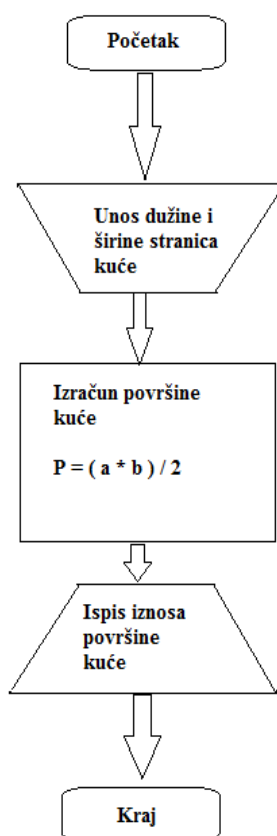 Početak
Unos dužine i
širine stranica
kuće
Izračun površine
kuće
P = ( a * b ) / 2
Ispis iznosa
površine
kuće
Kraj